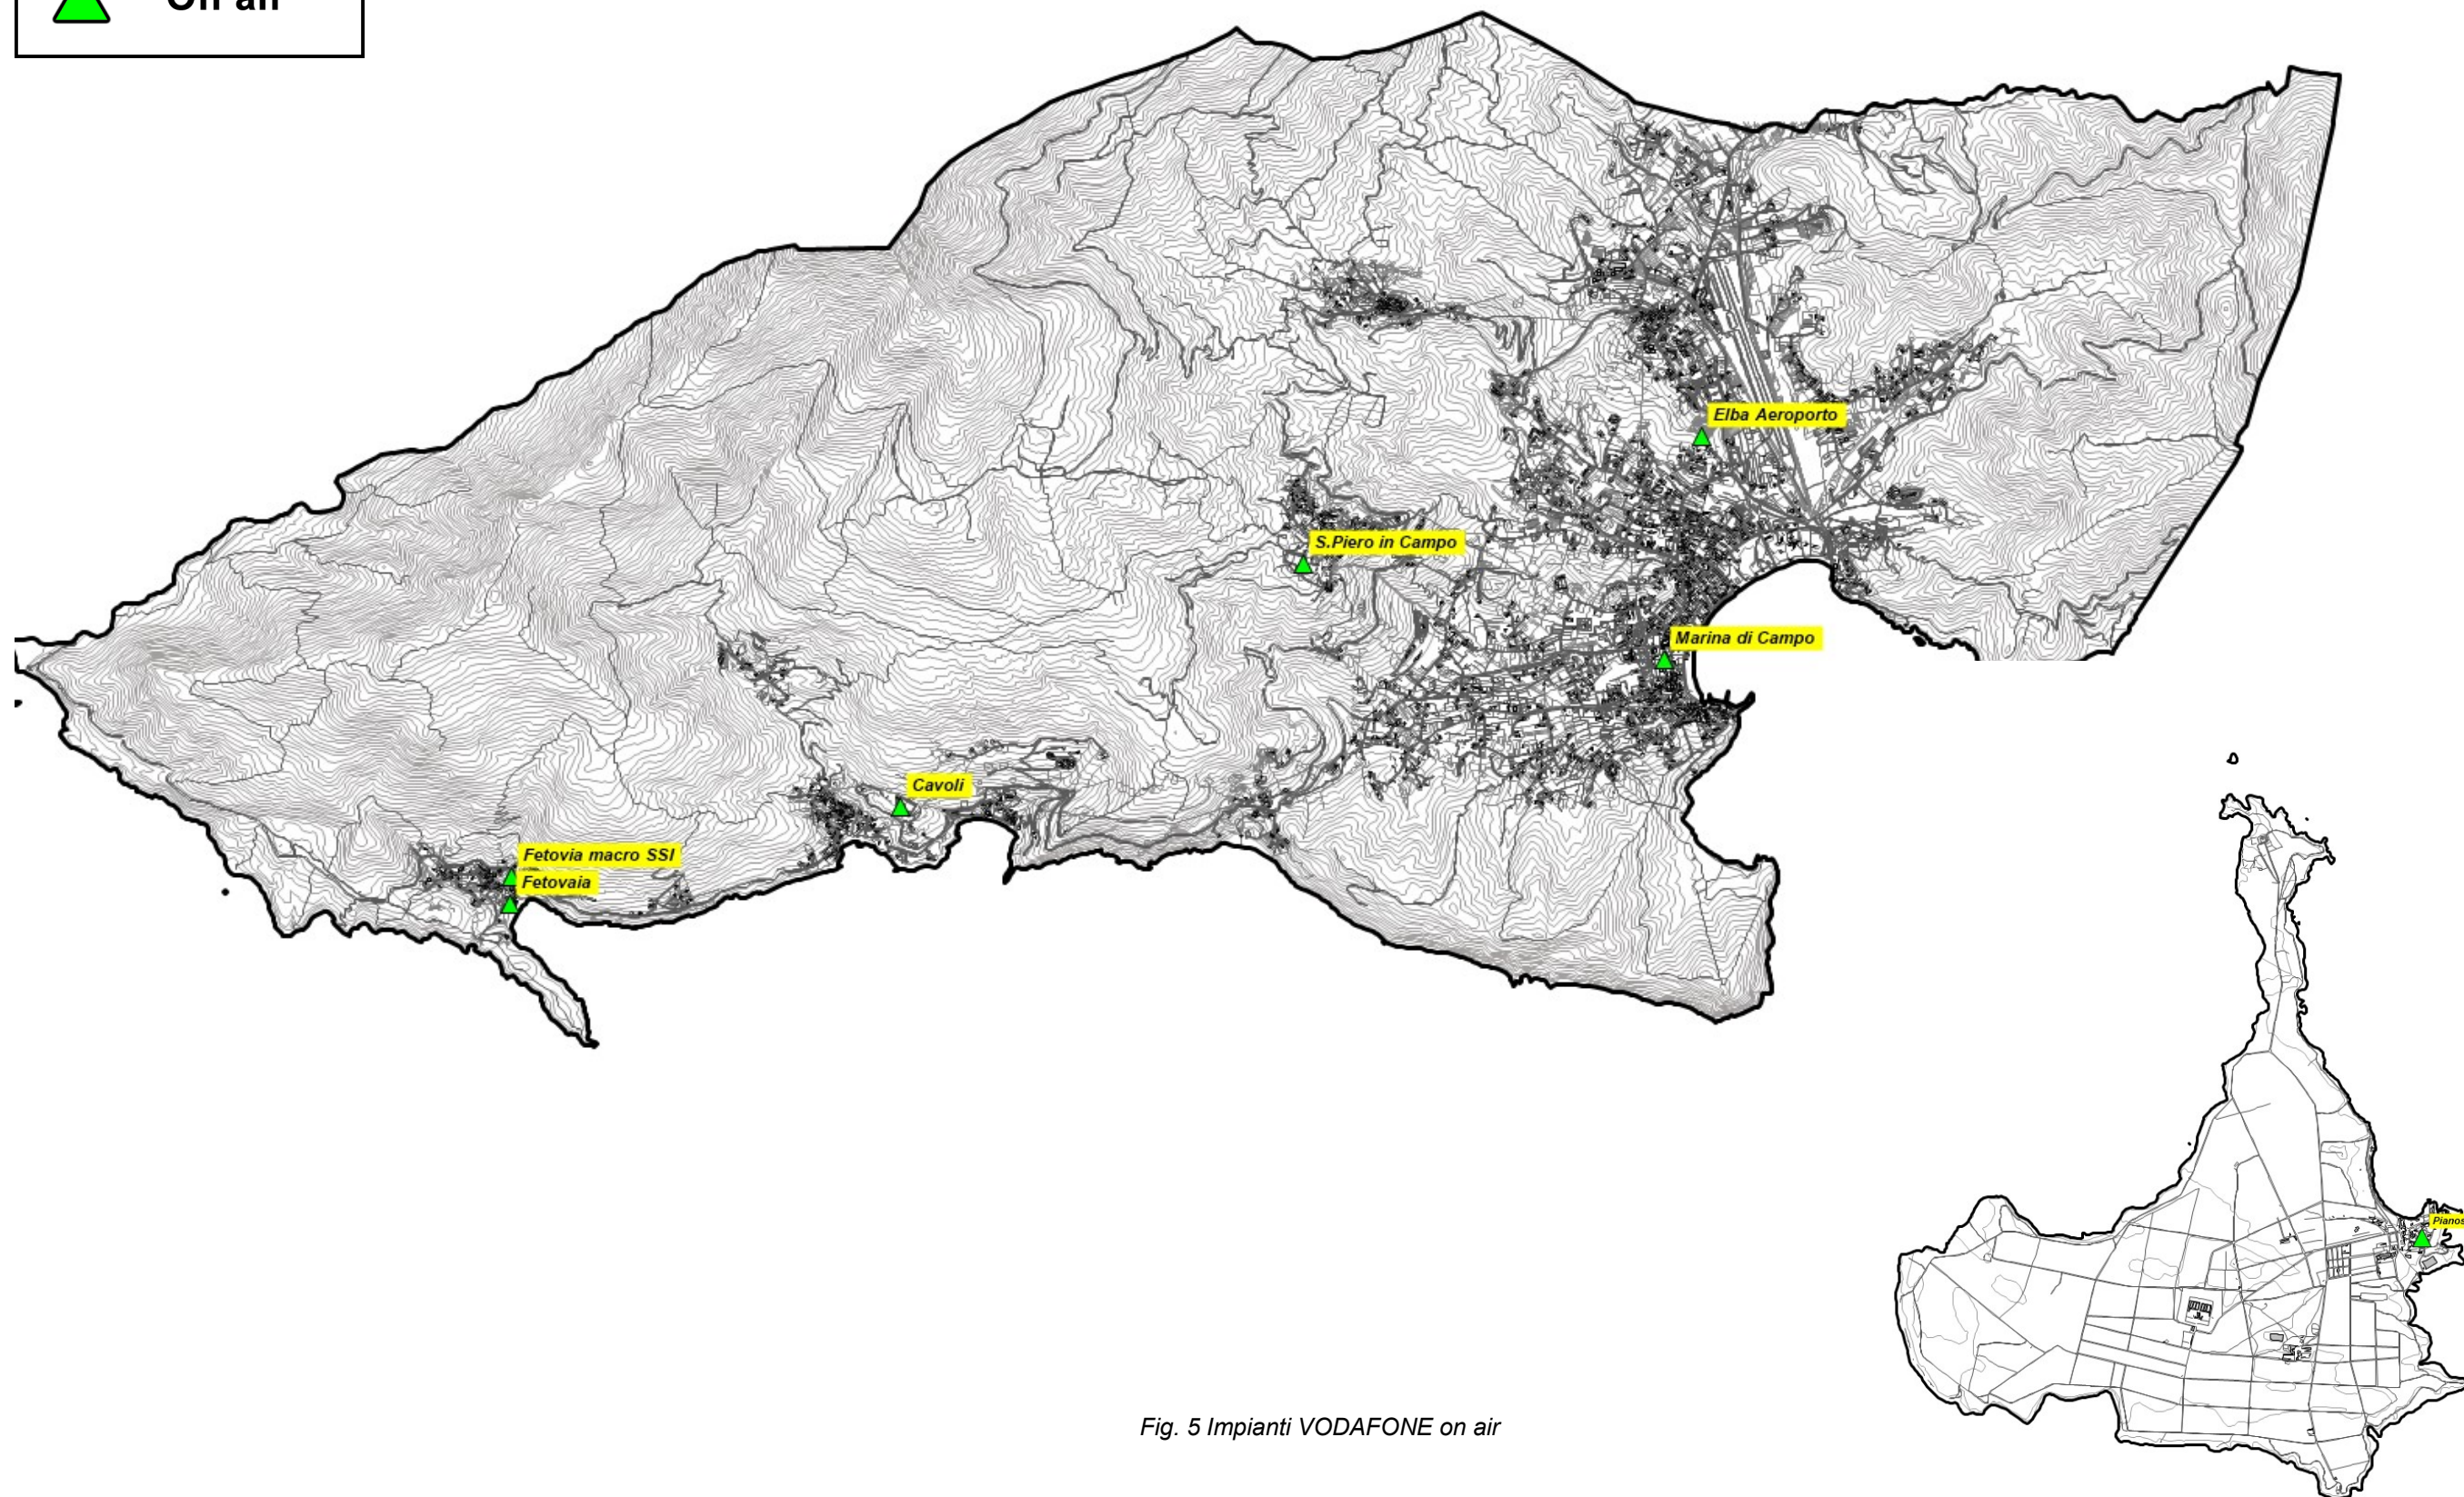 On air
Elba Aeroporto
S.Piero in Campo
Marina di Campo
Cavoli
Fetovia macro SSI
Fetovaia
Fig. 5 Impianti VODAFONE on air